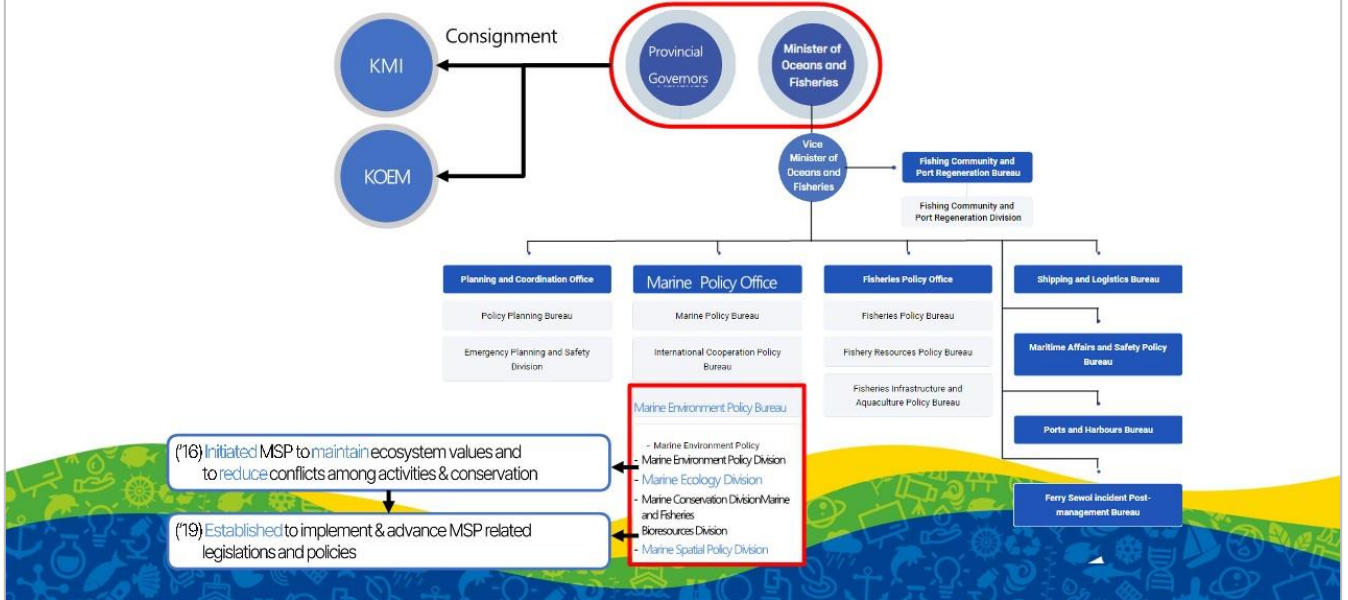 Consignment
KMI
KOEM
Provincial
Governors
Minister of
Oceans and
Fisheries
Vice
Minister of
Oceans and
Fisheries
Fishing Community and
Port Regeneration Bureau
Fishing Community and
Port Regeneration Division
Planning and Coordination Office
Policy Planning Bureau
Emergency Planning and Safety
Division
Marine Policy Office
Marine Policy Bureau
International Cooperation Policy
Bureau
Marine Environment Policy Bureau
- Marine Environment Policy
- Marine Environment Policy Division
- Marine Ecology Division
- Marine Conservation DivisionMarine
and Fisheries
Bioresources Division
- Marine Spatial Policy Division
Fisheries Policy Office
Fisheries Policy Bureau
Fishery Resources Policy Bureau
Fisheries Infrastructure and
Aquaculture Policy Bureau
Shipping and Logistics Bureau
Maritime Affairs and Safety Policy
Bureau
Ports and Harbours Bureau
Ferry Sewol incident Post-
management Bureau
('16) Initiated MSP to maintain ecosystem values and
to reduce conflicts among activities & conservation
('19) Established to implement & advance MSP related
legislations and policies